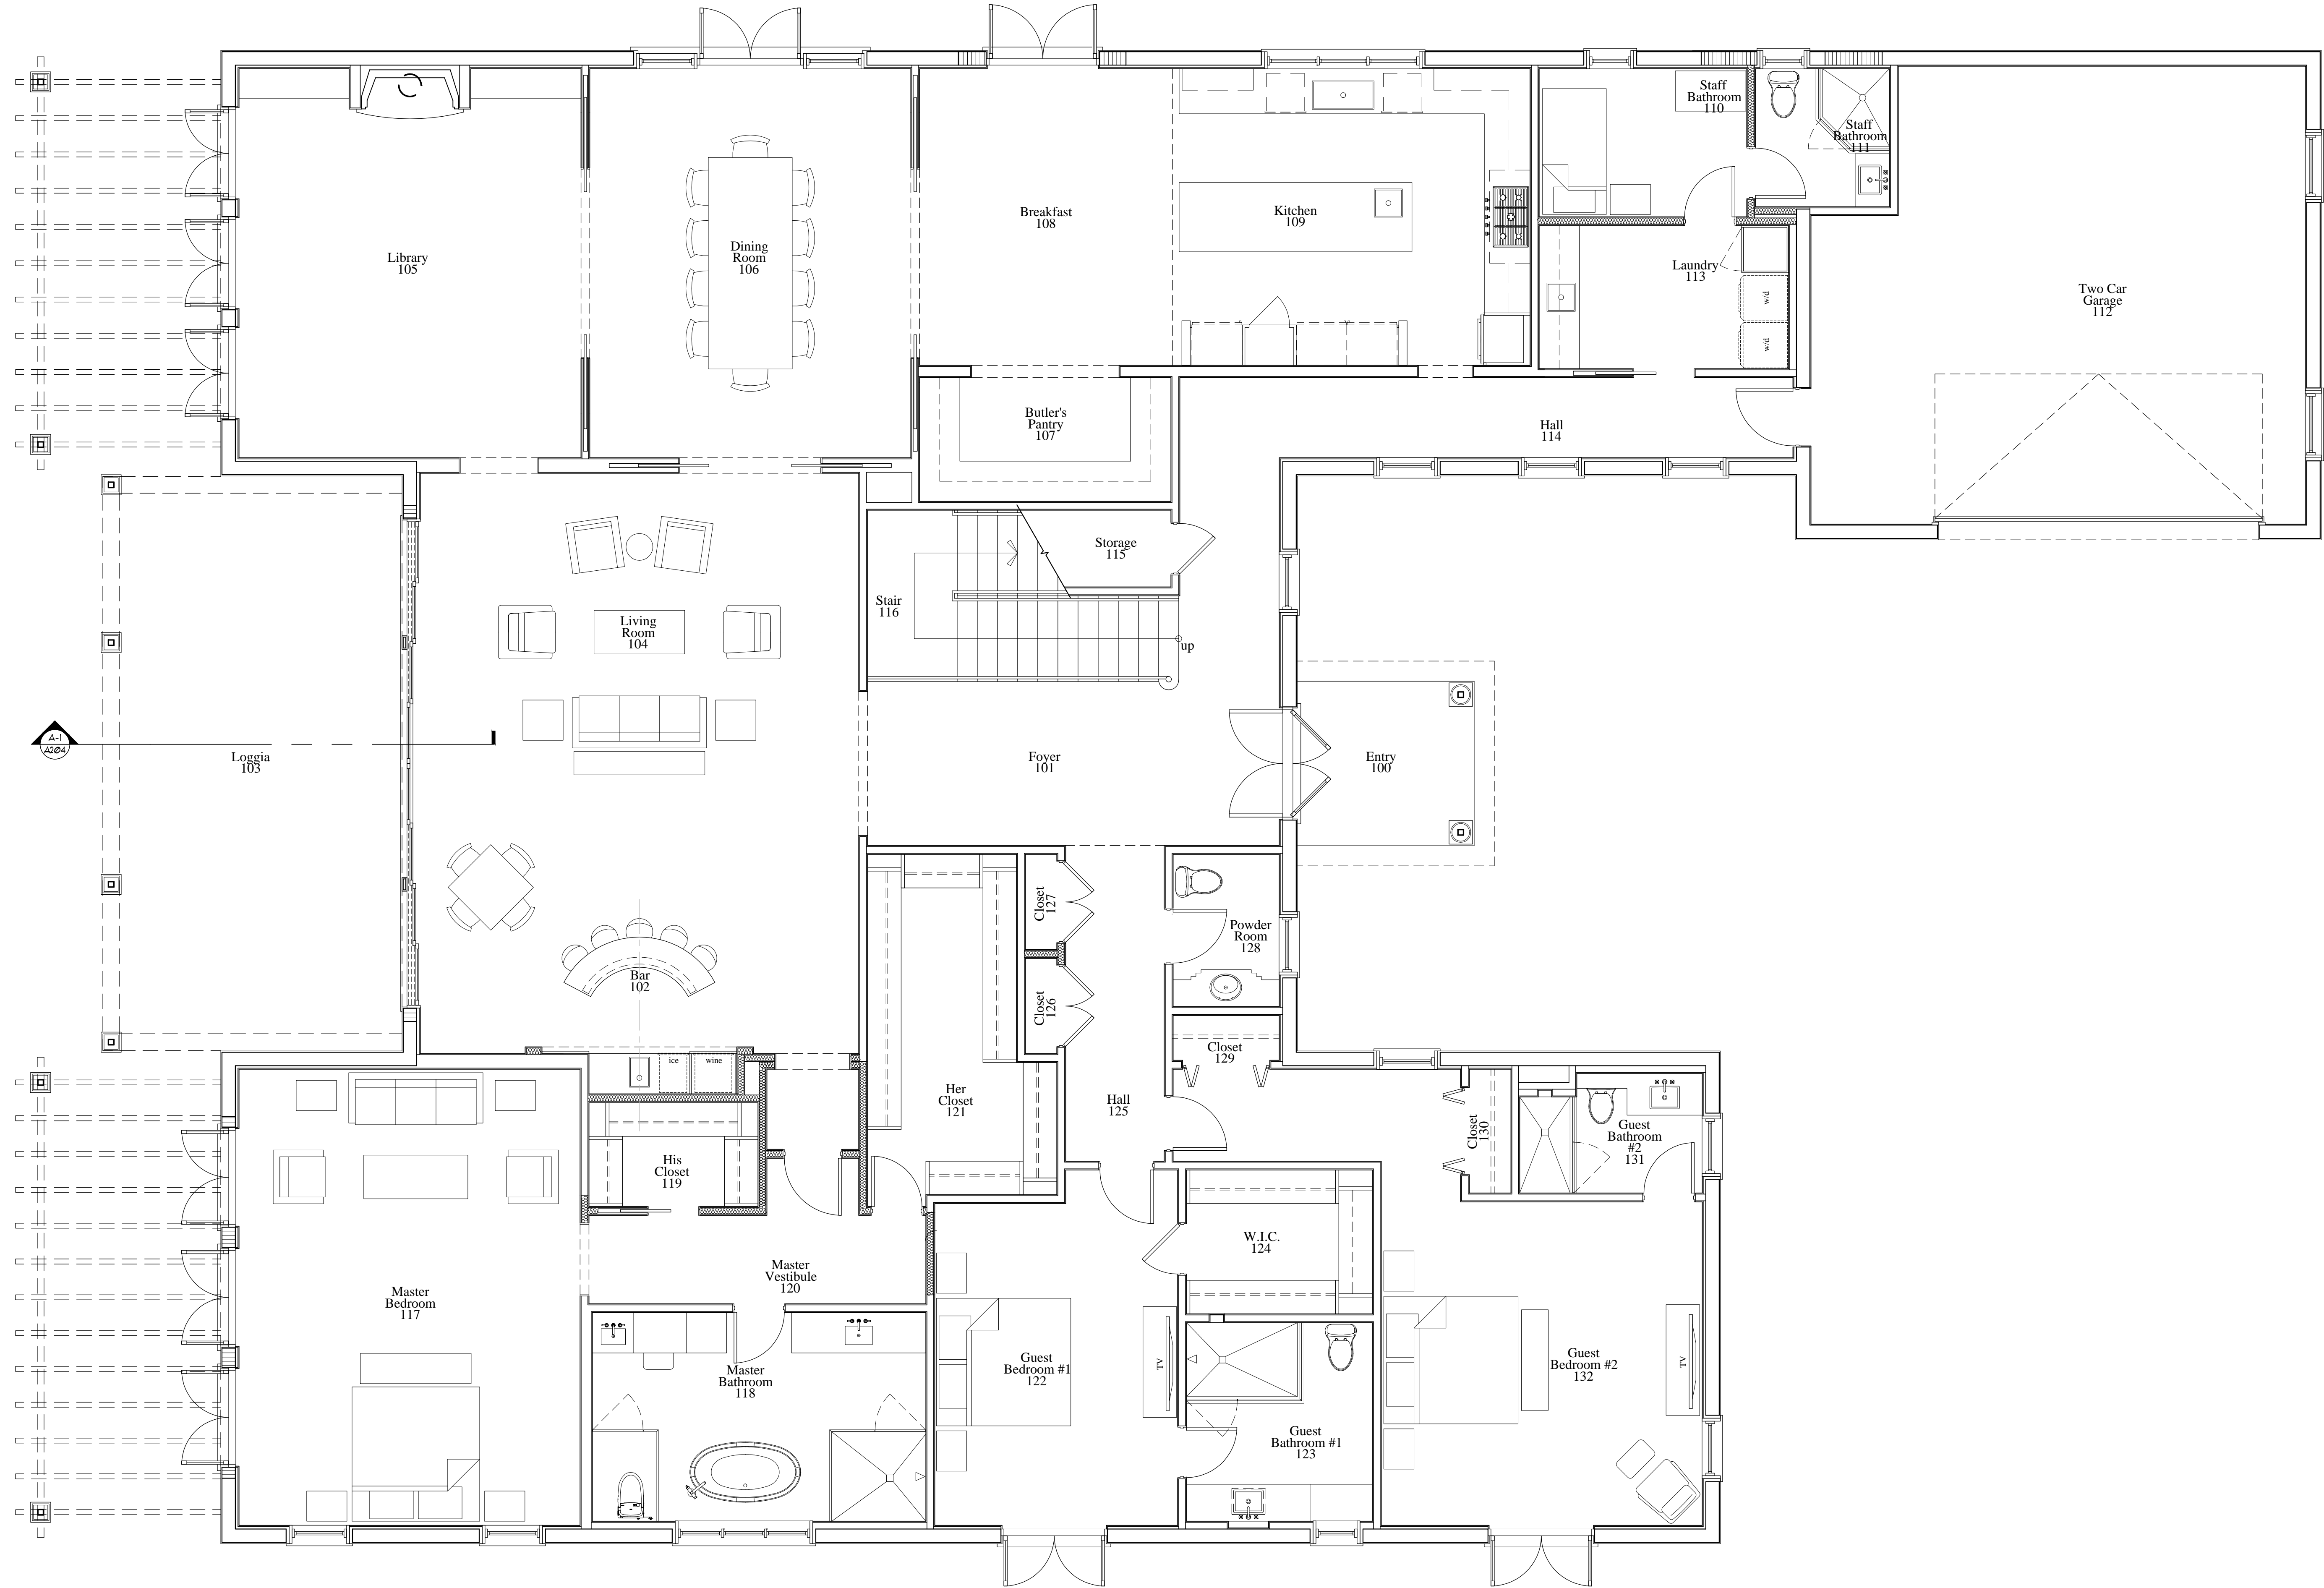 Staff
Bathroom
110
Staff
Bathroom
111
Breakfast
108
Kitchen
109
Dining
Room
106
Library
105
Laundry
113
w/d
w/d
Two Car
Garage
112
Butler's
Pantry
107
Hall
114
Storage
115
Stair
116
up
Living
Room
104
A-1
A204
Loggia
103
Foyer
101
Entry
100
Closet
127
Powder
Room
128
Bar
102
Closet
126
Closet
129
ice
wine
Her
Closet
121
Hall
125
Closet
130
Guest
Bathroom
#2
131
His
Closet
119
W.I.C.
124
Master
Vestibule
120
Master
Bedroom
117
Master
Bathroom
118
Guest
Bedroom #1
122
TV
Guest
Bedroom #2
132
TV
Guest
Bathroom #1
123